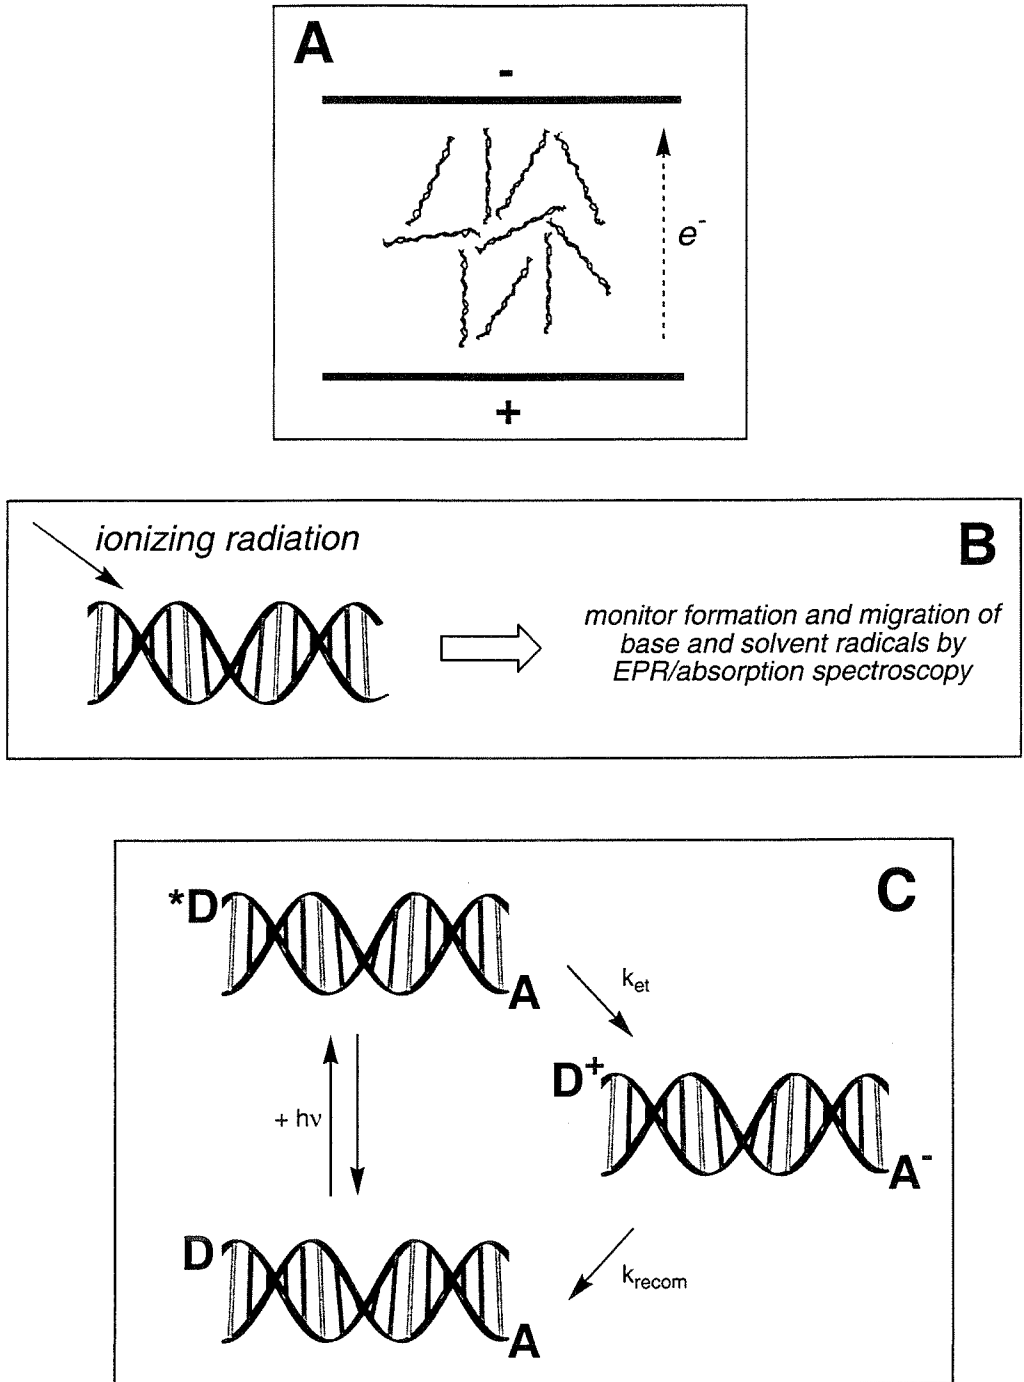 A
-
e-
+
ionizing radiation
B
monitor formation and migration of
base and solvent radicals by
EPR/absorption spectroscopy
C
*D
A
ket
D+
A-
+ hν
D
krecom
A